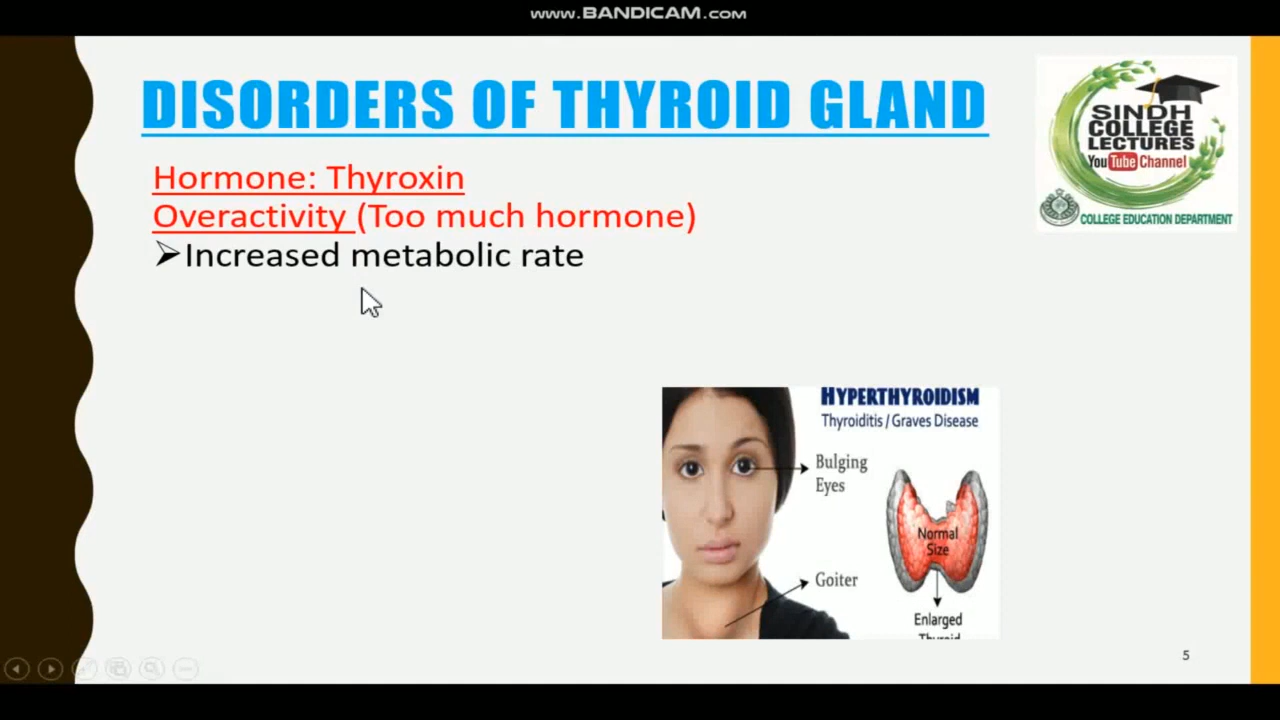 WWW.BANDICAM.COM
DISORDERS OF THYROID GLAND
SINDH
COLLEGE
LECTURES
YouTube Channel
COLLEGE EDUCATION DEPARTMENT
Hormone: Thyroxin
Overactivity (Too much hormone)
➢Increased metabolic rate
HYPERTHYROIDISM
Thyroiditis / Graves Disease
Bulging
Eyes
Normal
Size
Goiter
Enlarged
Thyroid
5